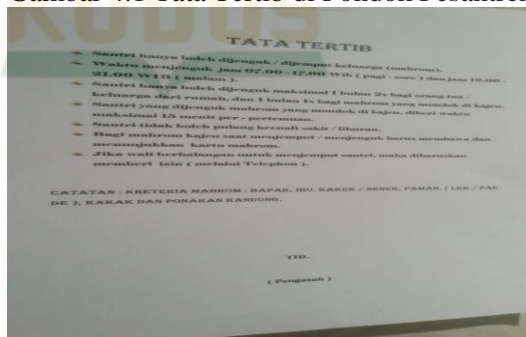 Gambar 4.1 Tata Tertib di Pondok Pesantren
KUDUS
TATA TERTIB
Santri hanya boleh dijenguk / dijemput keluarga (mahrom).
Waktu menjenguk jam 07.00 - 17.00 Wib ( pagi - sore ) dan jam 19.00 -
21.00 WIB ( malam ).
Santri hanya boleh dijenguk maksimal 1 bulan 2x bagi orang tua /
keluarga dari rumah, dan 1 bulan 1x bagi mahrom yang mondok di kajen.
Santri yang dijenguk mahrom yang mondok di kajen, diberi waktu
maksimal 15 menit per - pertemuan.
Santri tidak boleh pulang kecuali sakit / liburan.
Bagi mahrom kajen saat menjemput / menjenguk harus membawa dan
menunjukkan kartu mahrom.
Jika wali berhalangan untuk menjemput santri, maka diharuskan
memberi izin ( melalui Telephon ).
CATATAN : KRETERIA MAHROM : BAPAK, IBU, KAKEK / NENEK, PAMAN, ( LEK / PAK
DE ), KAKAK DAN PONAKAN KANDUNG.
TTD.
( Pengasuh )